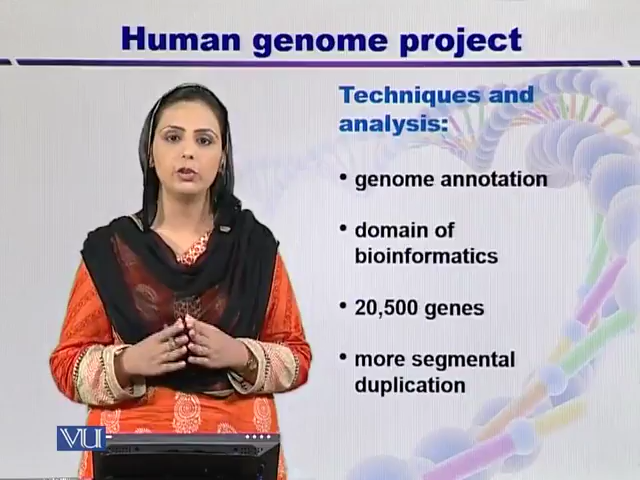 Human genome project
Techniques and
analysis:
• genome annotation
• domain of
bioinformatics
• 20,500 genes
• more segmental
duplication
VU